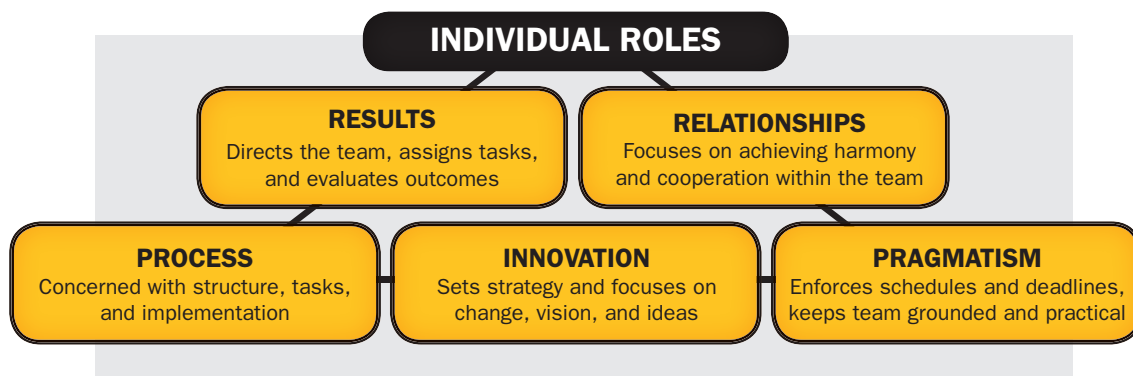 INDIVIDUAL ROLES
RESULTS
Directs the team, assigns tasks,
and evaluates outcomes
RELATIONSHIPS
Focuses on achieving harmony
and cooperation within the team
PROCESS
Concerned with structure, tasks,
and implementation
INNOVATION
Sets strategy and focuses on
change, vision, and ideas
PRAGMATISM
Enforces schedules and deadlines,
keeps team grounded and practical